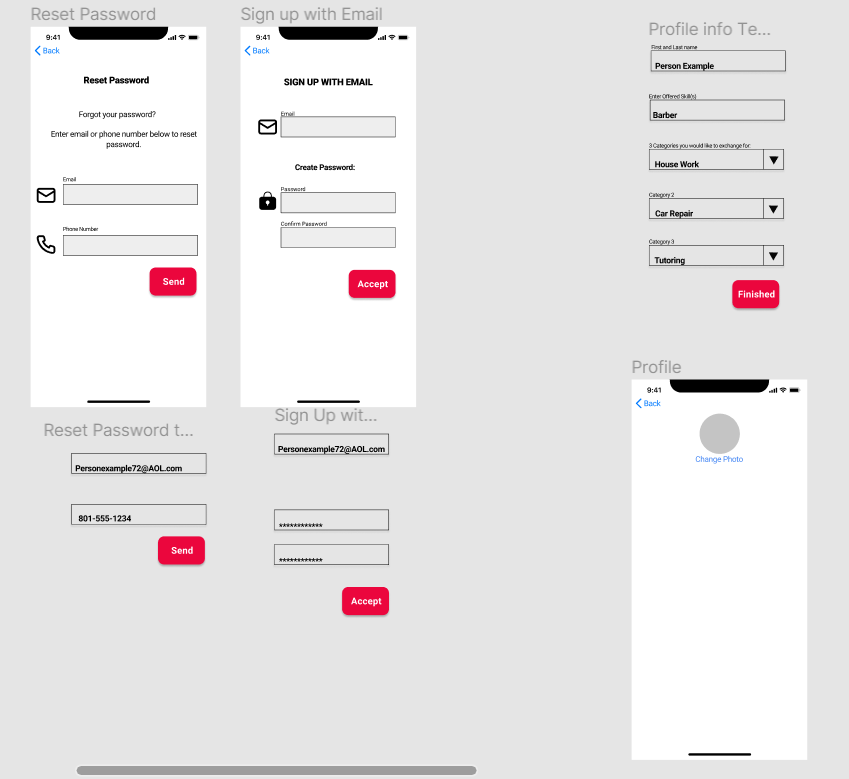 Reset Password
9:41
Back
Reset Password
Forgot your password?
Enter email or phone number below to reset
password.
Email
Phone Number
Send
Sign up with Email
9:41
Back
SIGN UP WITH EMAIL
Email
Create Password:
Password
Confirm Password
Accept
Reset Password t...
Personexample72@AOL.com
801-555-1234
Send
Sign Up wit...
Personexample72@AOL.com
************
************
Accept
Profile info Te...
First and Last name
Person Example
Enter Offered Skill(s)
Barber
3 Categories you would like to exchange for:
House Work
Category 2
Car Repair
Category 3
Tutoring
Finished
Profile
9:41
Back
Change Photo